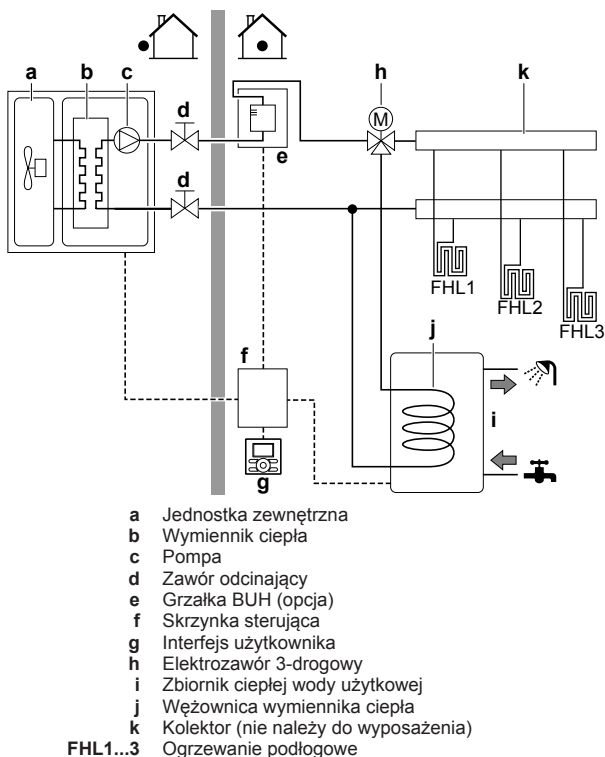 a b c
d
e
h
k
M
d
FHL1
FHL2
FHL3
f
j
i
g
a Jednostka zewnętrzna
b Wymiennik ciepła
c Pompa
d Zawór odcinający
e Grzałka BUH (opcja)
f Skrzynka sterująca
g Interfejs użytkownika
h Elektrozawór 3-drogowy
i Zbiornik ciepłej wody użytkowej
j Wężownica wymiennika ciepła
k Kolektor (nie należy do wyposażenia)
FHL1...3 Ogrzewanie podłogowe